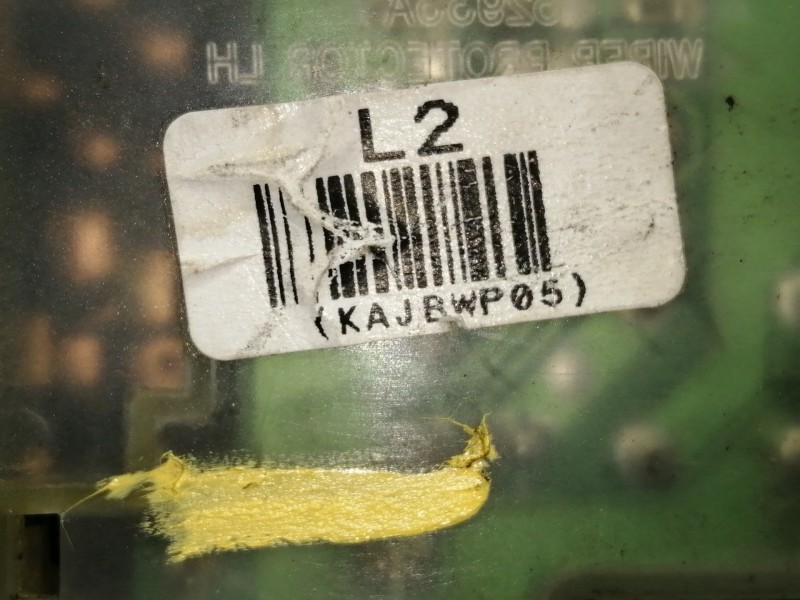 WIPER PROTECTOR LH
L2
(KAJBWP05)